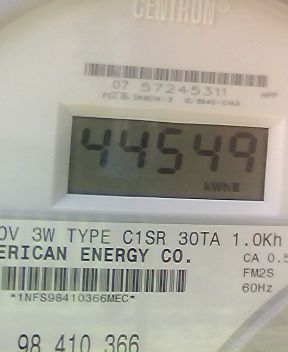 CENTRON®
07 57245311
44549
kWh
0V 3W TYPE C1SR 30TA 1.0Kh
ERICAN ENERGY CO.
CA 0.5
FM2S
*1NFS98410366MEC*
60Hz
98 410 366